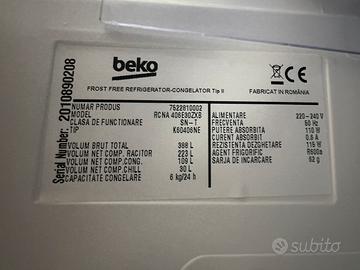 beko
CE
FROST FREE REFRIGERATOR-CONGELATOR Tip II
FABRICAT IN ROMÂNIA
Serial Number: 2010890208
NUMAR PRODUS 7522810002
MODEL RCNA 406E30ZXB
CLASA DE FUNCTIONARE SN-T
TIP K60406NE
VOLUM BRUT TOTAL 388 L
VOLUM NET COMP. RACITOR 223 L
VOLUM NET COMP. CONG 109 L
VOLUM NET COMP. CHILL 30 L
CAPACITATE CONGELARE 6 kg/24 h
ALIMENTARE 220-240 V
FRECVENTA 50 Hz
PUTERE ABSORBITA 110 W
CURENT ABSORBIT 0.8 A
REZISTENTA DEZGHETARE 115 W
AGENT FRIGORIFIC R600a
SARJA DE INCARCARE 62 g
subito